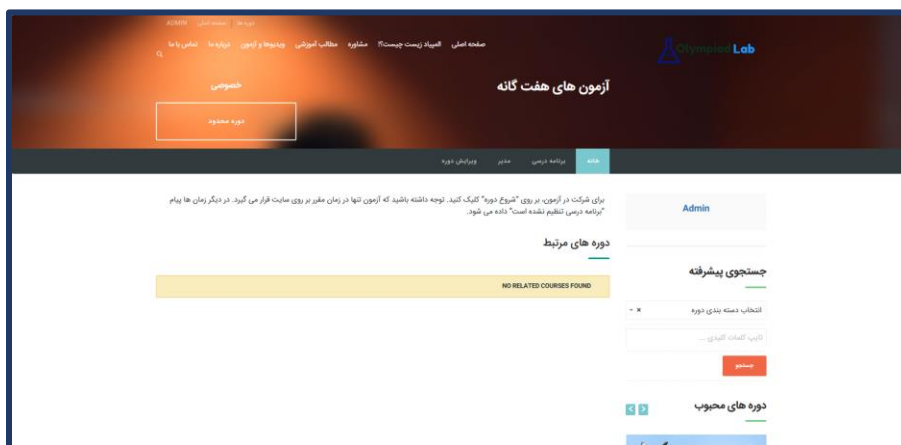 دوره ها صفحه اصلی ADMIN
صفحه اصلی المپیاد زیست چیست؟! مشاوره مطالب آموزشی ویدیوها و آزمون درباره ما تماس با ما
Olympiad Lab
آزمون های هفت گانه
خصوصی
دوره محدود
خانه برنامه درسی مدیر ویرایش دوره
Admin
برای شرکت در آزمون، بر روی "شروع دوره" کلیک کنید. توجه داشته باشید که آزمون تنها در زمان مقرر بر روی سایت قرار می گیرد. در دیگر زمان ها پیام
"برنامه درسی تنظیم نشده است" داده می شود.
دوره های مرتبط
NO RELATED COURSES FOUND
جستجوی پیشرفته
انتخاب دسته بندی دوره
تایپ کلمات کلیدی ...
جستجو
دوره های محبوب